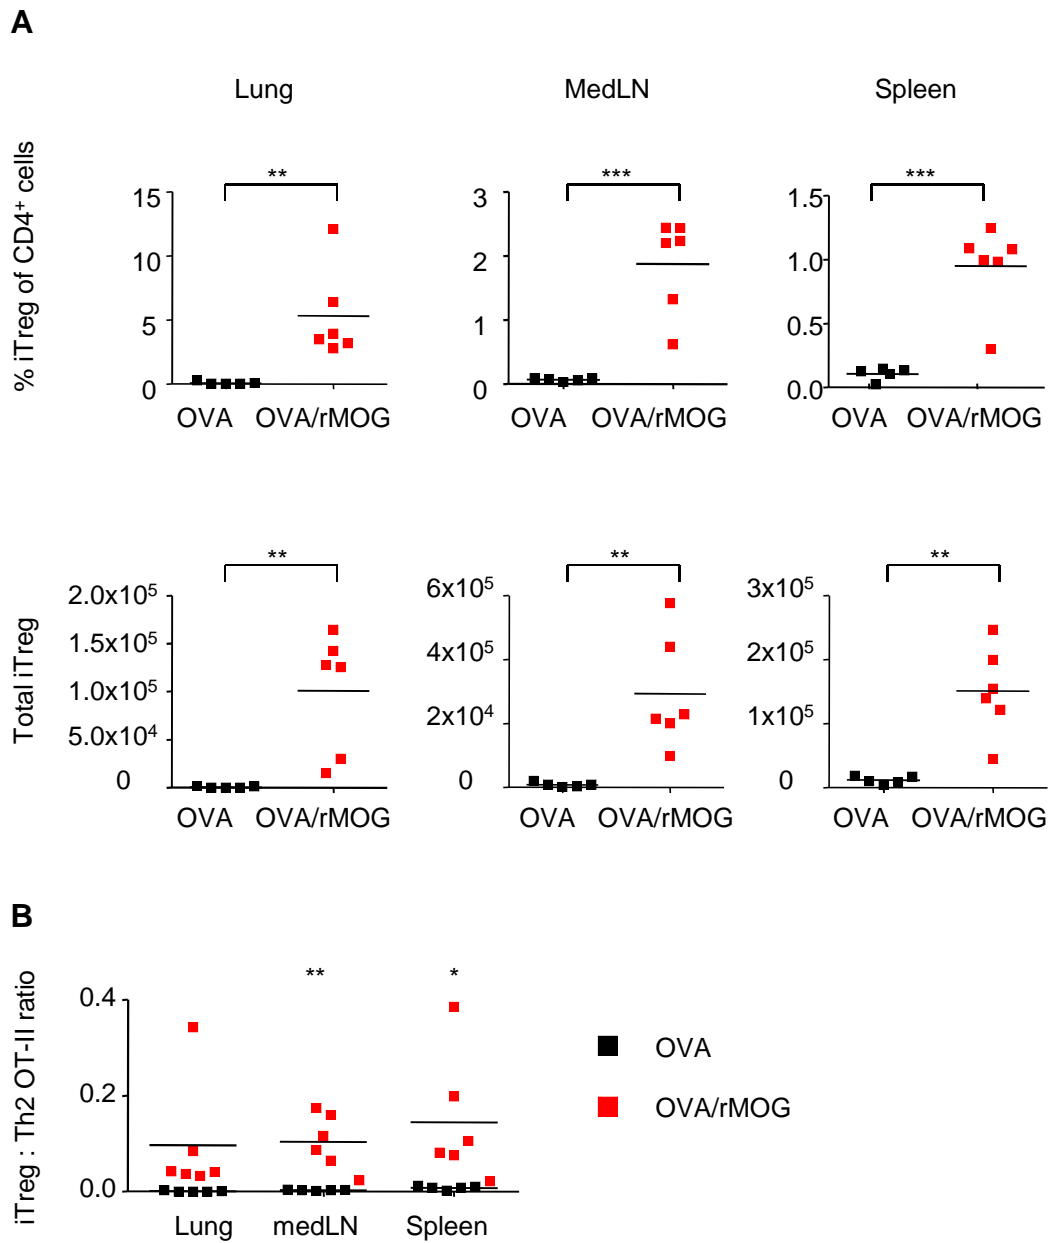 A
Lung MedLN Spleen
% iTreg of CD4⁺ cells
** *** ***
15 3 1.5
10 2 1.0
5 1 0.5
0 0 0.0
OVA OVA/rMOG OVA OVA/rMOG OVA OVA/rMOG
Total iTreg
** ** **
2.0x10⁵ 6x10⁵ 3x10⁵
1.5x10⁵ 4x10⁵ 2x10⁵
1.0x10⁵ 2x10⁴ 1x10⁵
5.0x10⁴
0 0 0
OVA OVA/rMOG OVA OVA/rMOG OVA OVA/rMOG
B
iTreg : Th2 OT-II ratio
** *
0.4
0.2
0.0
Lung medLN Spleen
OVA
OVA/rMOG